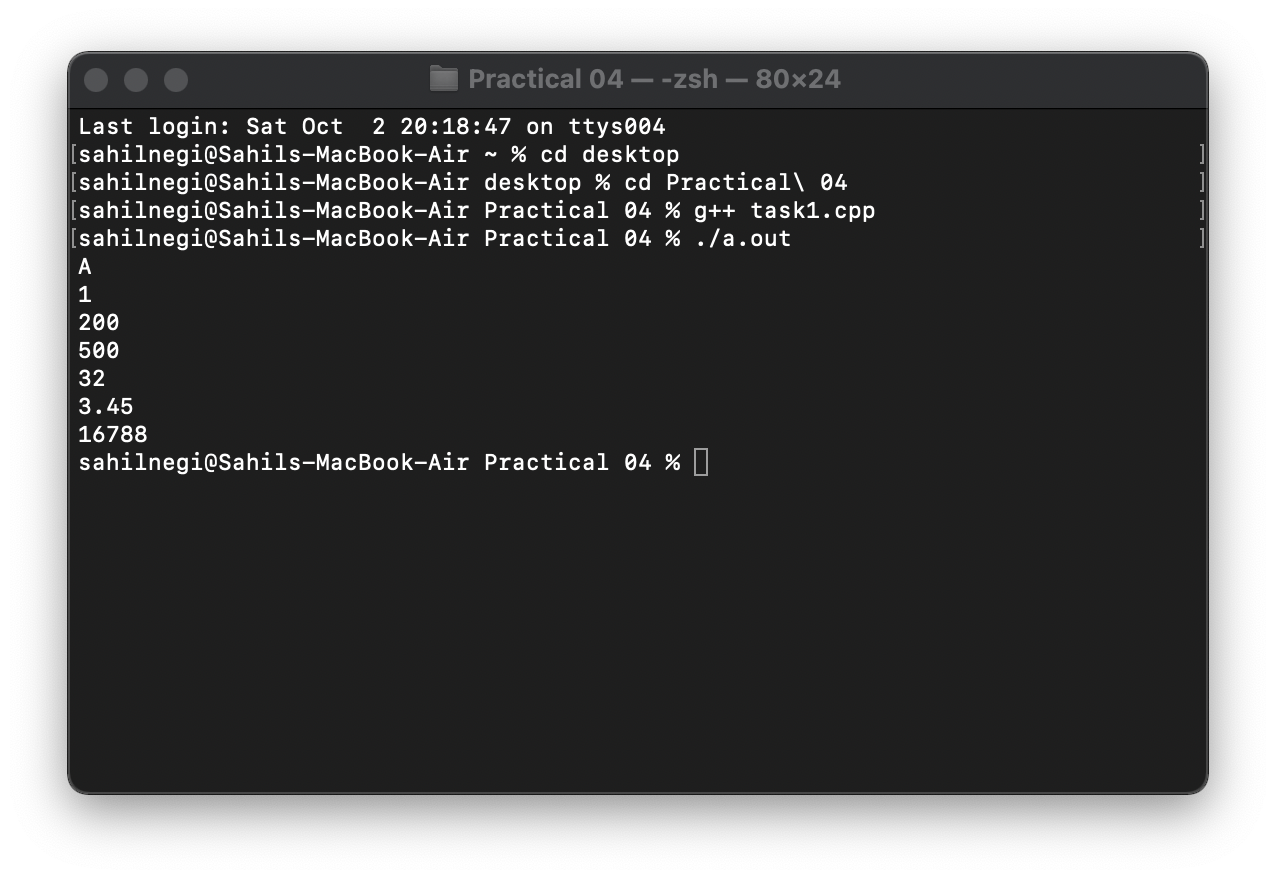 Practical 04 — -zsh — 80×24
Last login: Sat Oct  2 20:18:47 on ttys004
[sahilnegi@Sahils-MacBook-Air ~ % cd desktop ]
[sahilnegi@Sahils-MacBook-Air desktop % cd Practical\ 04 ]
[sahilnegi@Sahils-MacBook-Air Practical 04 % g++ task1.cpp ]
[sahilnegi@Sahils-MacBook-Air Practical 04 % ./a.out ]
A
1
200
500
32
3.45
16788
sahilnegi@Sahils-MacBook-Air Practical 04 %